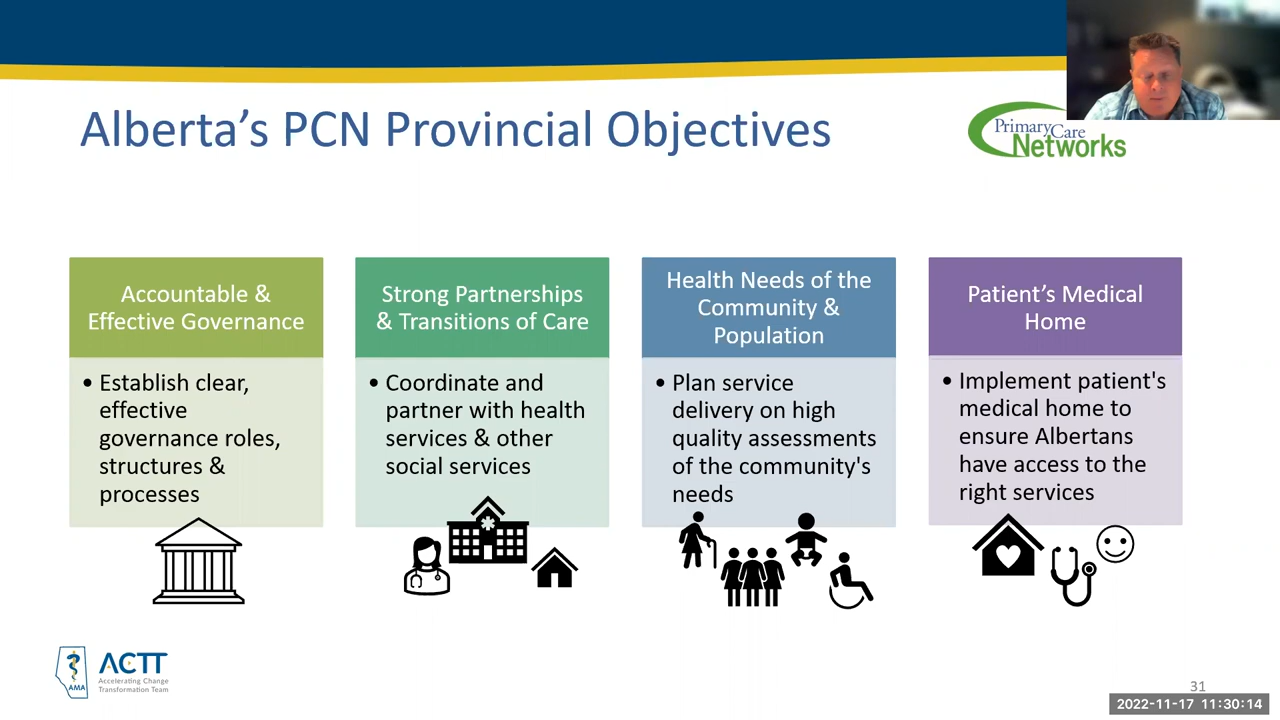 Alberta’s PCN Provincial Objectives
PrimaryCare
Networks
Accountable &
Effective Governance
• Establish clear,
effective
governance roles,
structures &
processes
Strong Partnerships
& Transitions of Care
• Coordinate and
partner with health
services & other
social services
Health Needs of the
Community &
Population
• Plan service
delivery on high
quality assessments
of the community's
needs
Patient’s Medical
Home
• Implement patient's
medical home to
ensure Albertans
have access to the
right services
AMA
ACTT
Accelerating Change
Transformation Team
31
2022-11-17 11:30:14